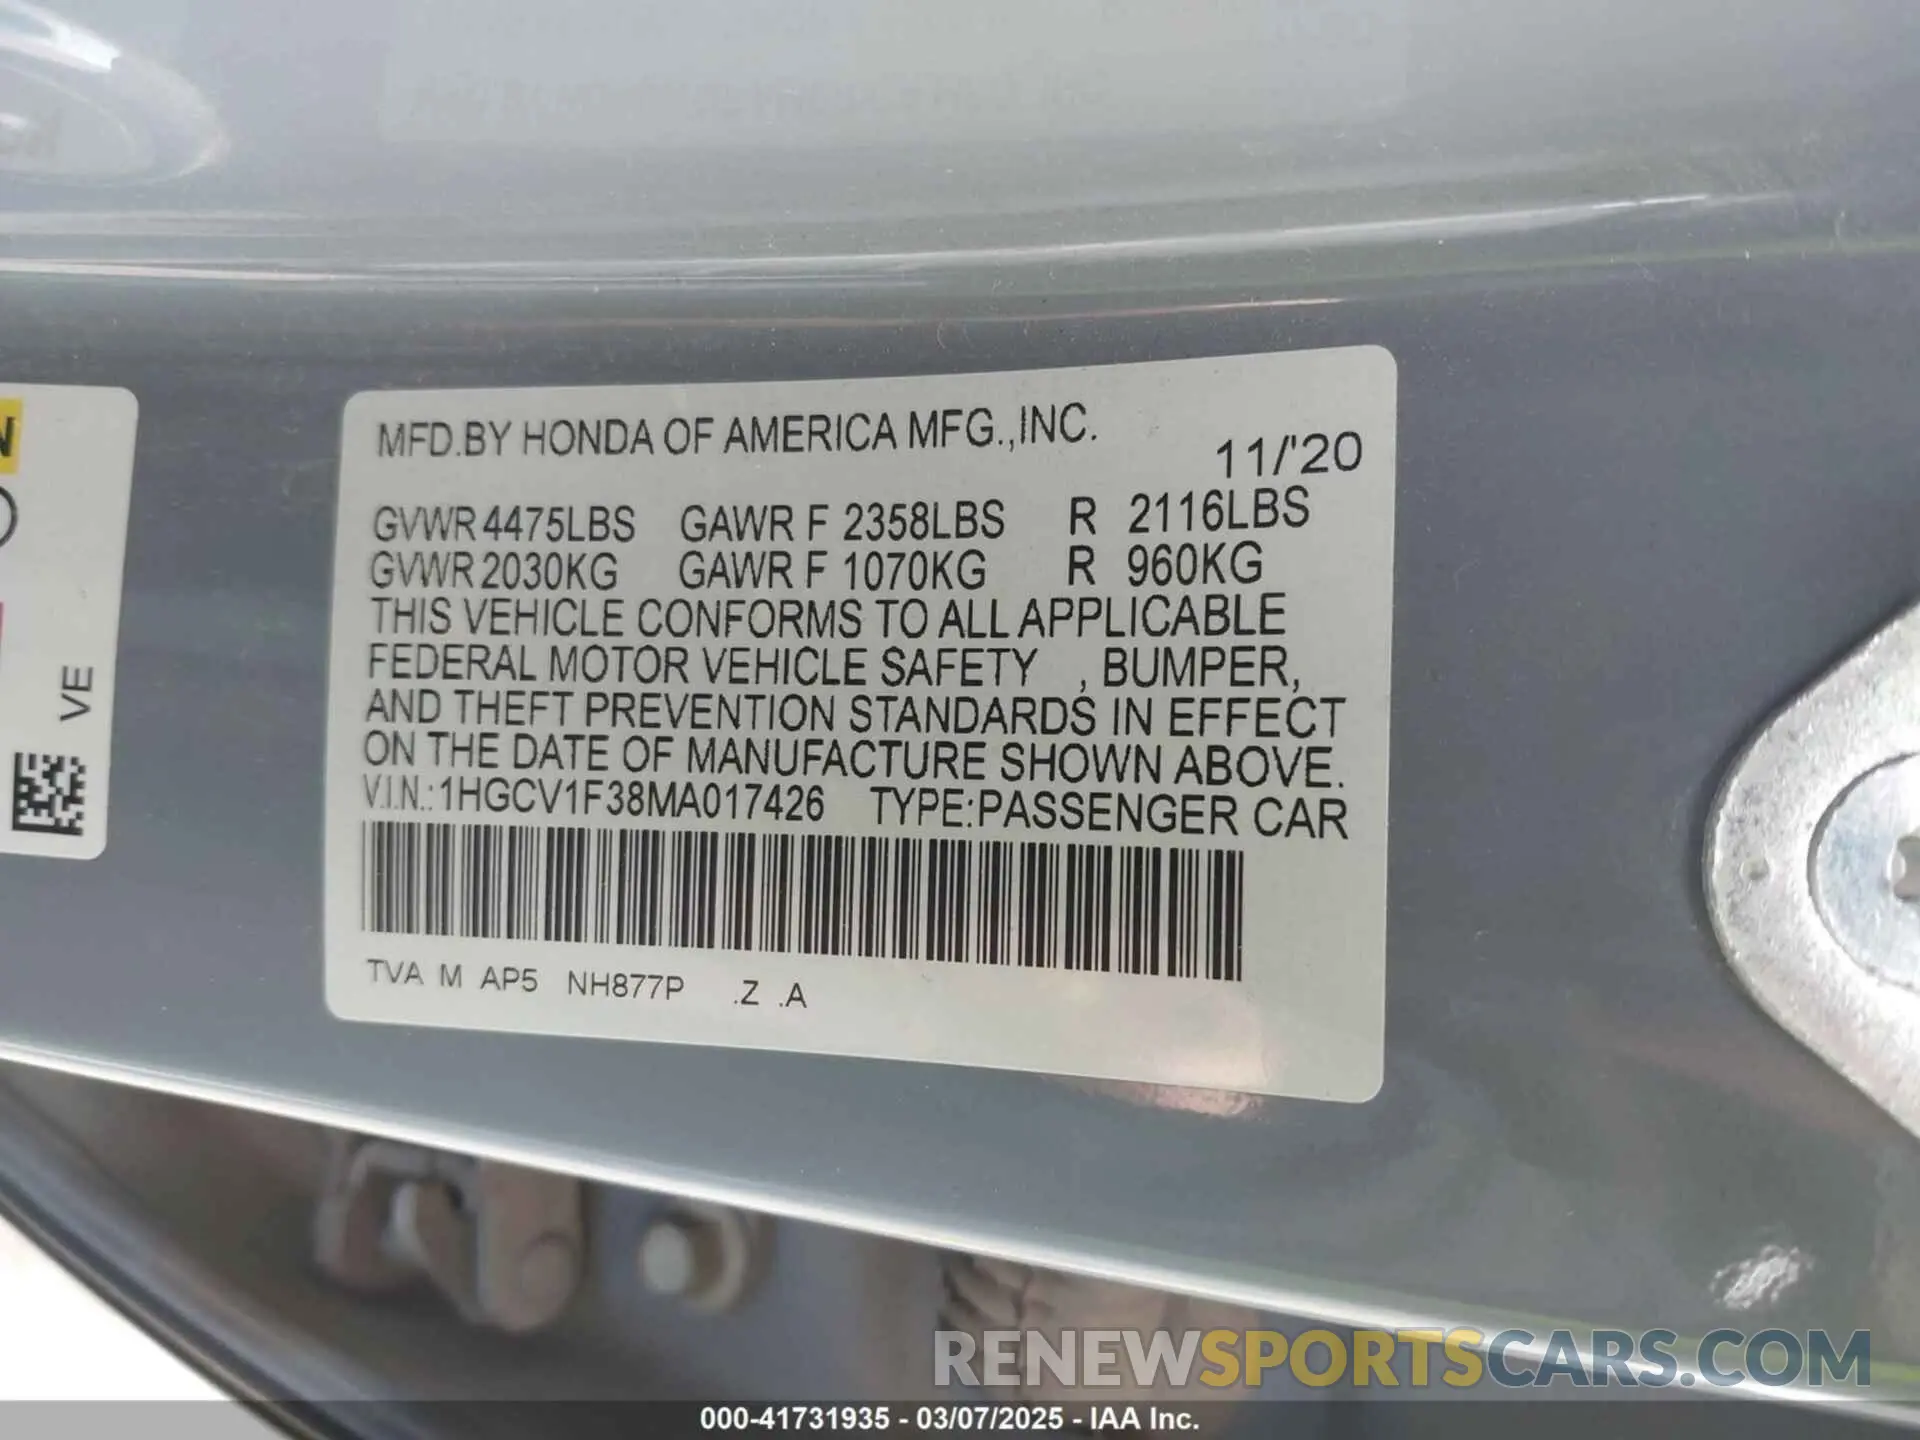 MFD.BY HONDA OF AMERICA MFG.,INC.
11/'20
GVWR 4475LBS GAWR F 2358LBS R 2116LBS
GVWR 2030KG GAWR F 1070KG R 960KG
THIS VEHICLE CONFORMS TO ALL APPLICABLE
FEDERAL MOTOR VEHICLE SAFETY , BUMPER,
AND THEFT PREVENTION STANDARDS IN EFFECT
ON THE DATE OF MANUFACTURE SHOWN ABOVE.
V.I.N.:1HGCV1F38MA017426 TYPE:PASSENGER CAR
TVA M AP5 NH877P .Z .A
VE
RENEWSPORTSCARS.COM
000-41731935 - 03/07/2025 - IAA Inc.